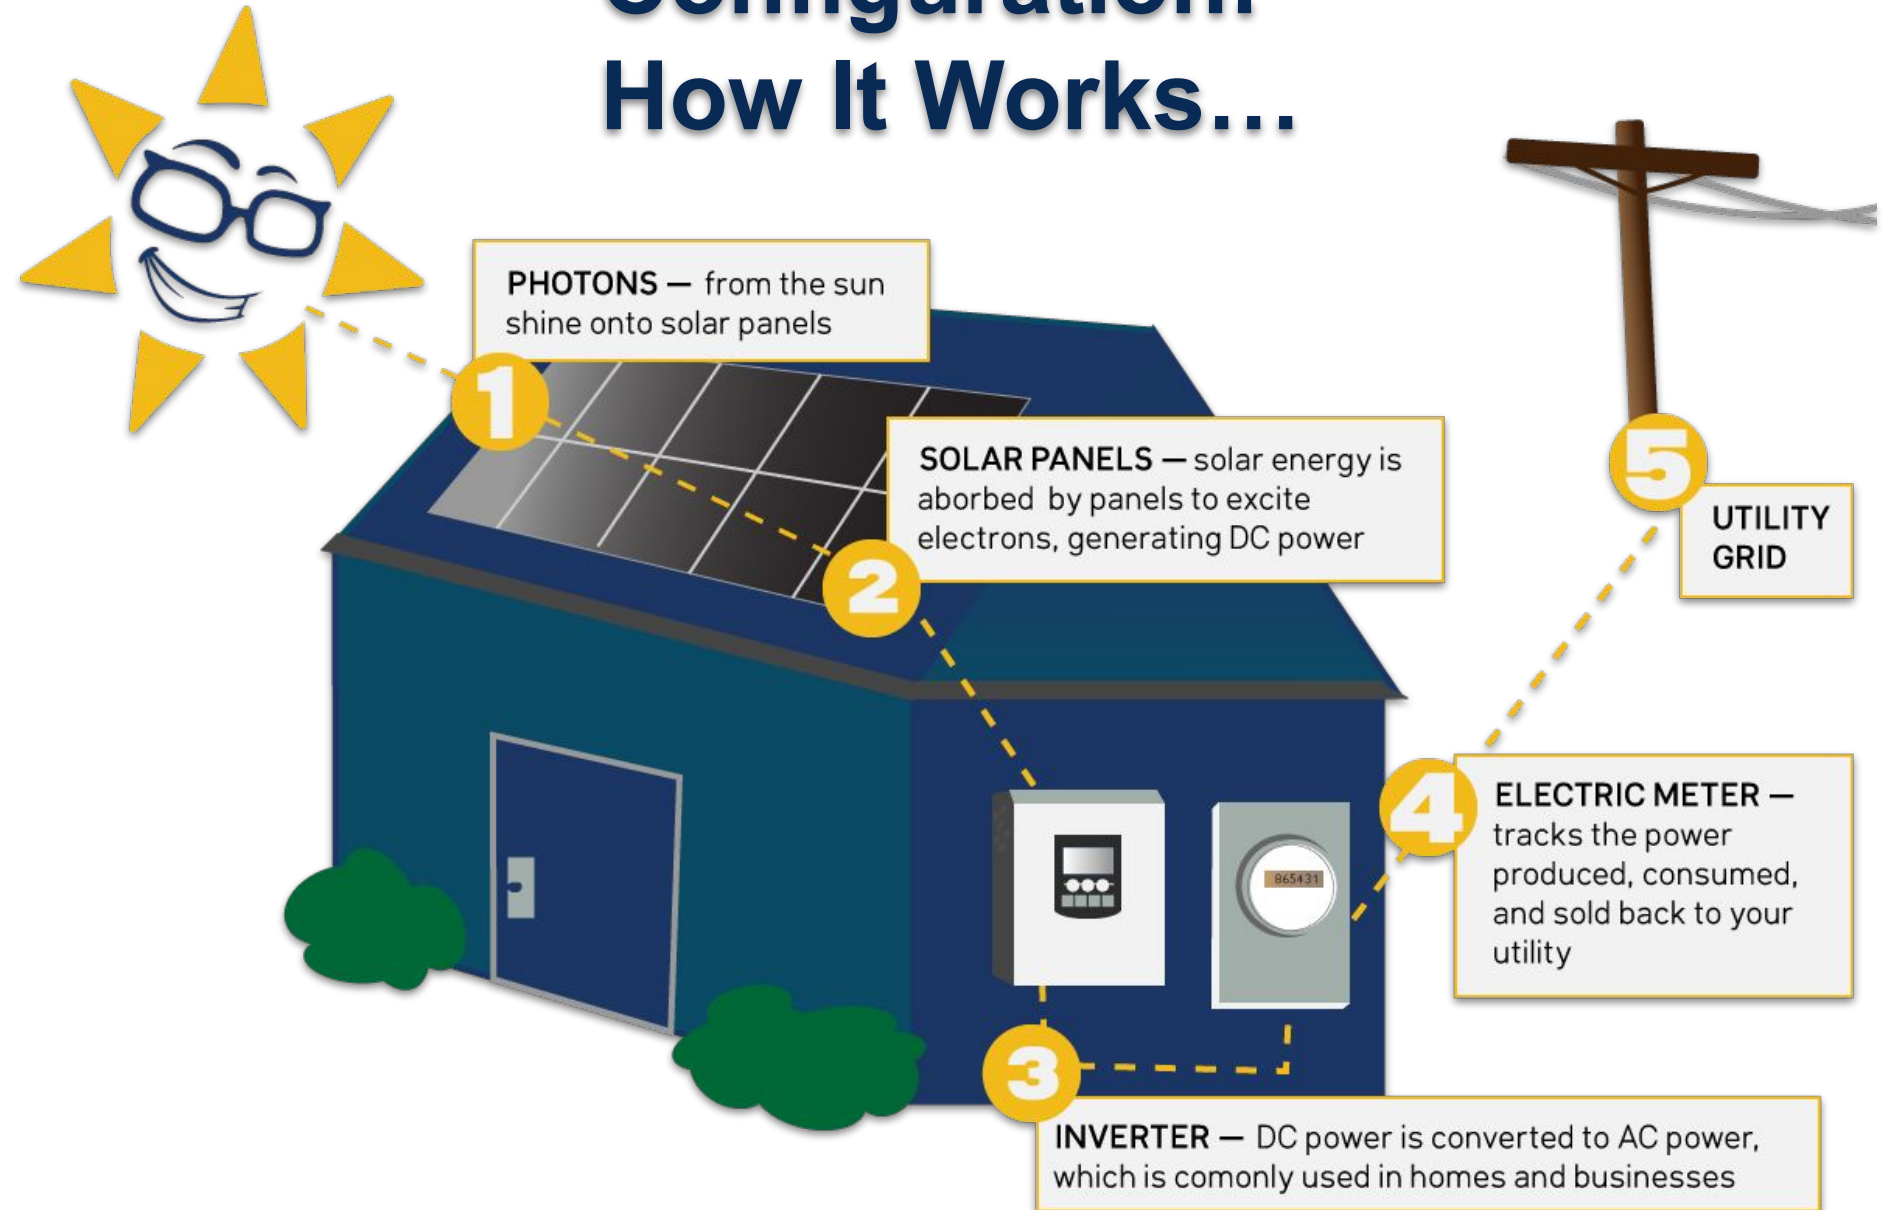 Configuration:
How It Works...
PHOTONS — from the sun
shine onto solar panels
1
SOLAR PANELS — solar energy is
aborbed by panels to excite
electrons, generating DC power
2
5
UTILITY
GRID
4
ELECTRIC METER —
tracks the power
produced, consumed,
and sold back to your
utility
865431
3
INVERTER — DC power is converted to AC power,
which is comonly used in homes and businesses